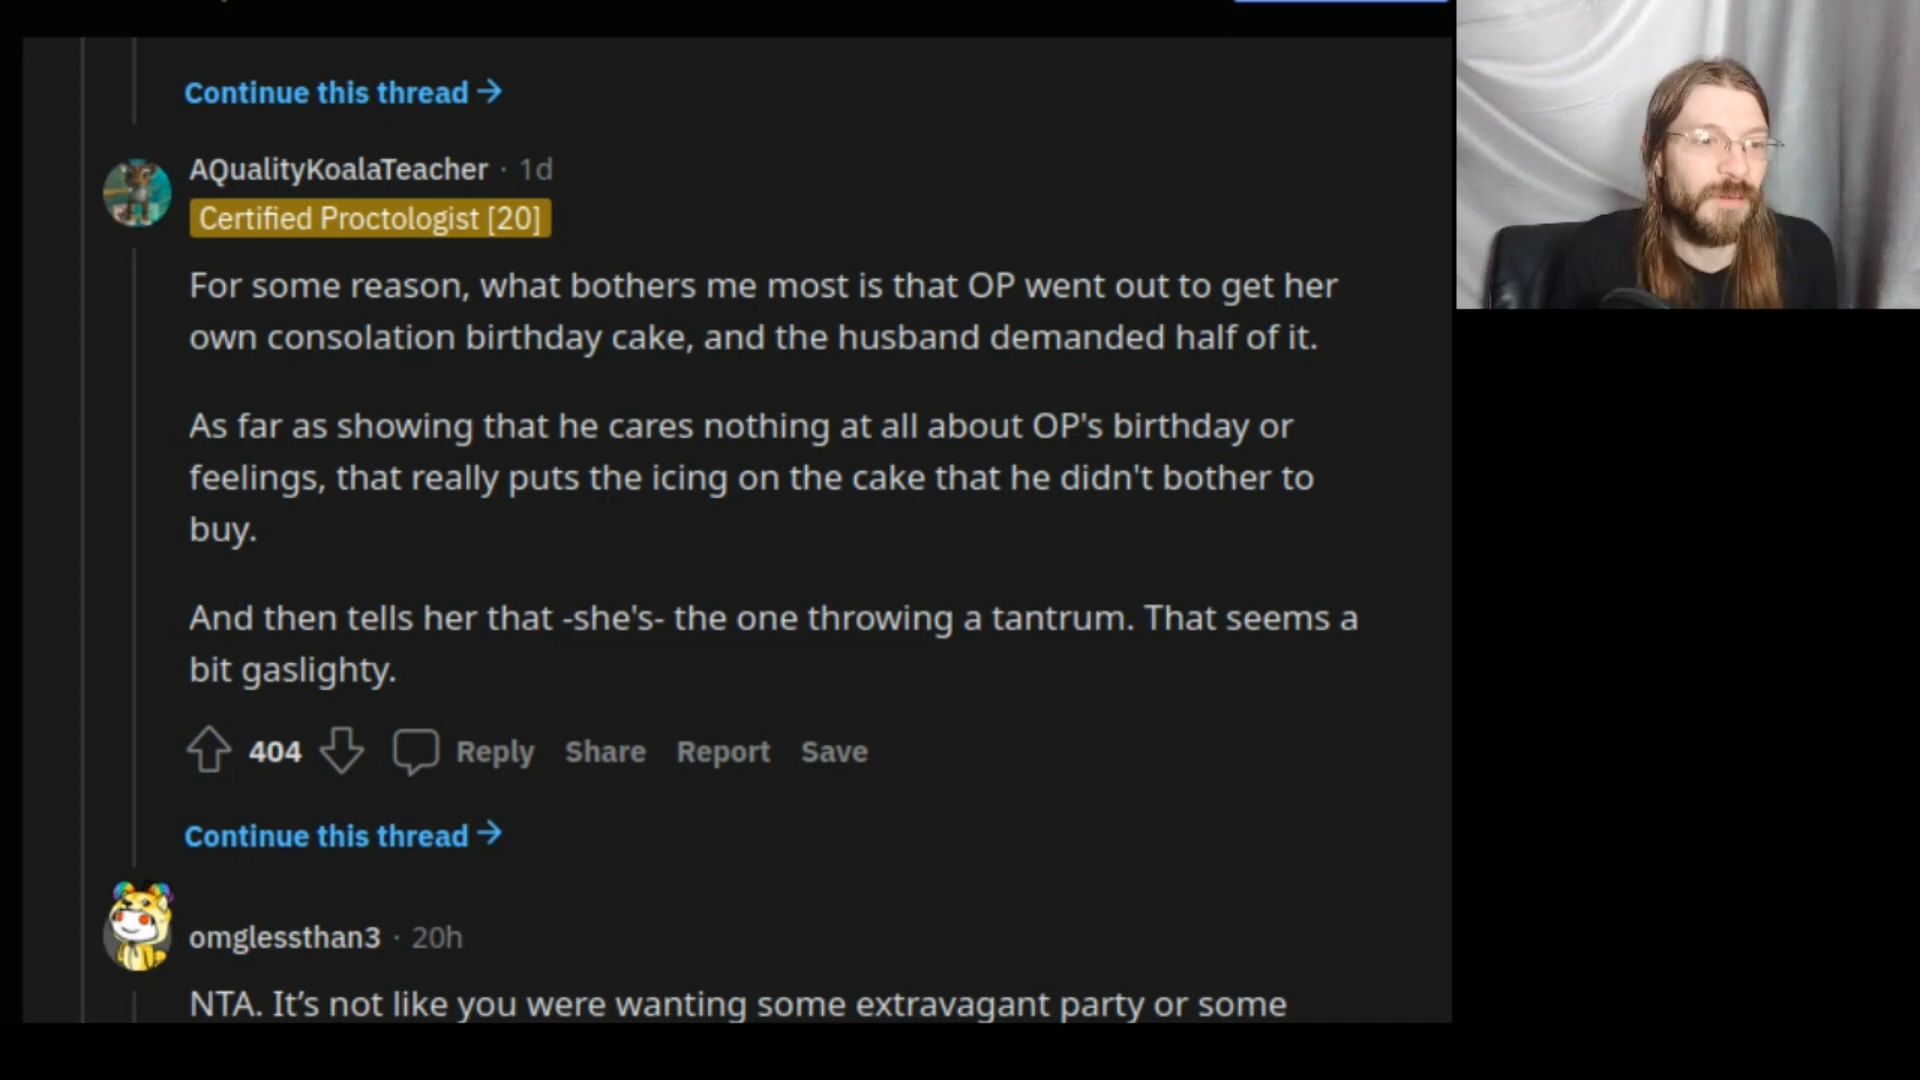 Continue this thread →
AQualityKoalaTeacher · 1d
Certified Proctologist [20]
For some reason, what bothers me most is that OP went out to get her
own consolation birthday cake, and the husband demanded half of it.
As far as showing that he cares nothing at all about OP's birthday or
feelings, that really puts the icing on the cake that he didn't bother to
buy.
And then tells her that -she's- the one throwing a tantrum. That seems a
bit gaslighty.
404 Reply Share Report Save
Continue this thread →
omglessthan3 · 20h
NTA. It’s not like you were wanting some extravagant party or some